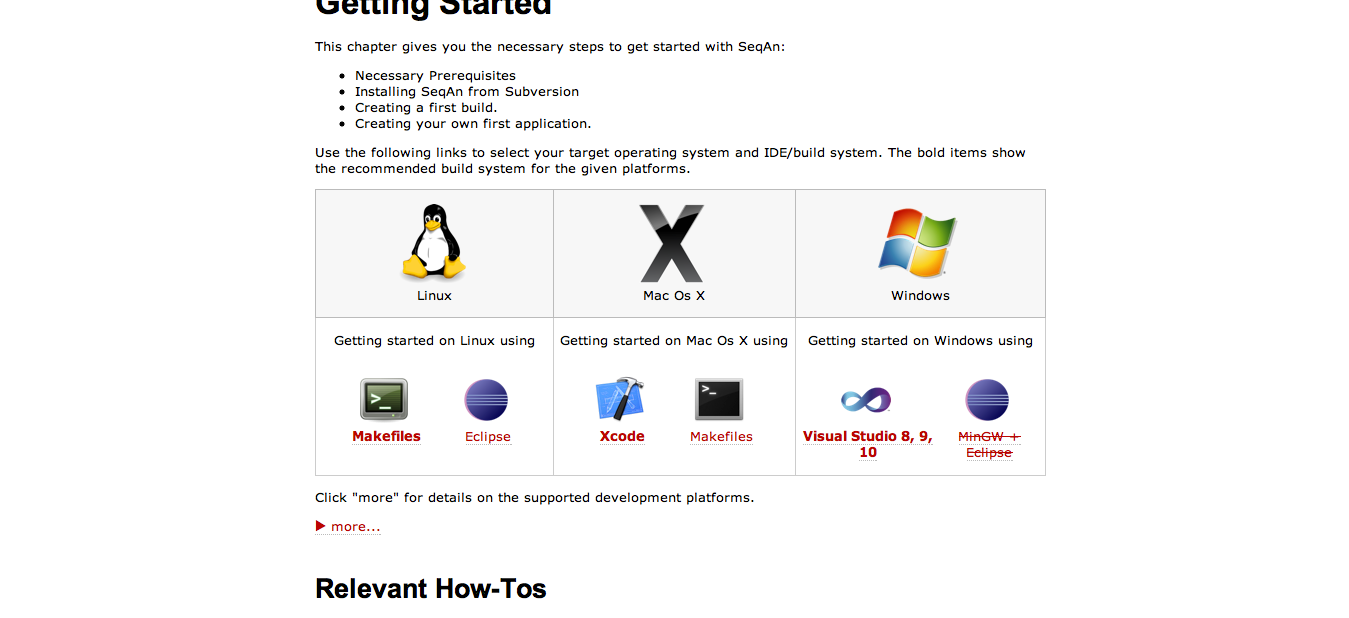 Getting Started
This chapter gives you the necessary steps to get started with SeqAn:
Necessary Prerequisites
Installing SeqAn from Subversion
Creating a first build.
Creating your own first application.
Use the following links to select your target operating system and IDE/build system. The bold items show
the recommended build system for the given platforms.
Linux
Mac Os X
Windows
Getting started on Linux using
Getting started on Mac Os X using
Getting started on Windows using
Makefiles
Eclipse
Xcode
Makefiles
Visual Studio 8, 9,
10
MinGW +
Eclipse
Click "more" for details on the supported development platforms.
more...
Relevant How-Tos